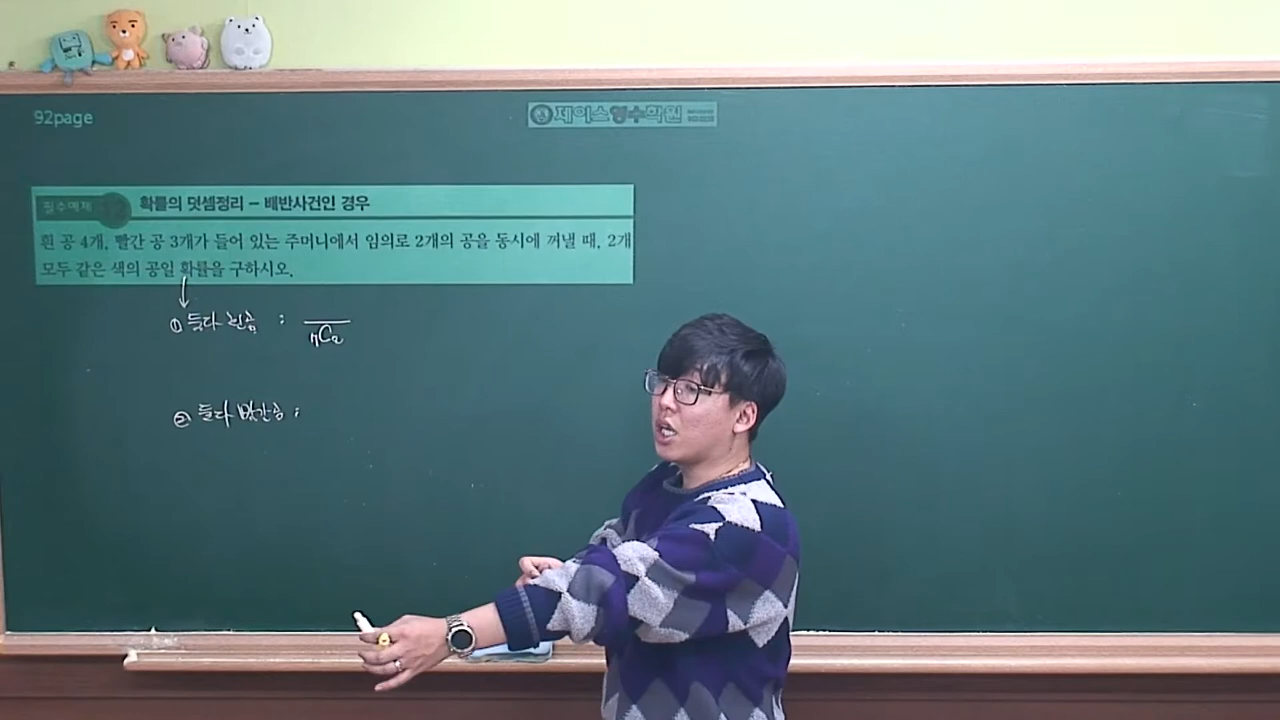 92page
제이스영수학원
필수예제
확률의 덧셈정리 - 배반사건인 경우
흰 공 4개, 빨간 공 3개가 들어 있는 주머니에서 임의로 2개의 공을 동시에 꺼낼 때, 2개
모두 같은 색의 공일 확률을 구하시오.
① 둘다 흰공 :
₇C₂
② 둘다 빨간공 :